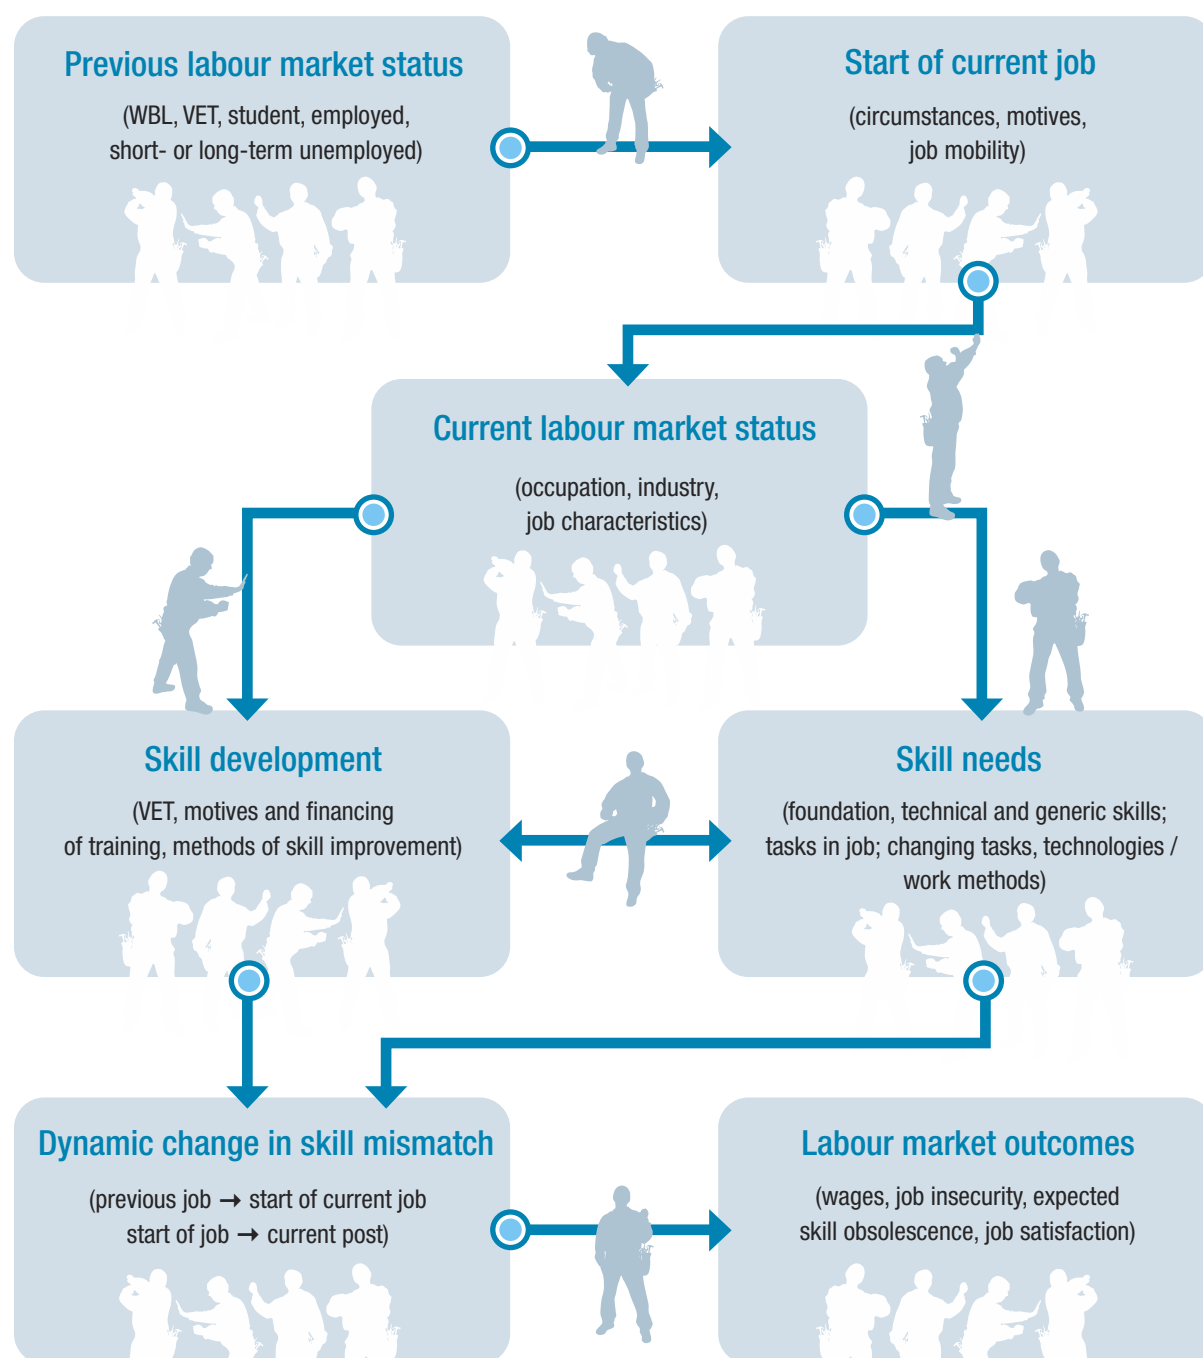 Previous labour market status
(WBL, VET, student, employed,
short- or long-term unemployed)
Start of current job
(circumstances, motives,
job mobility)
Current labour market status
(occupation, industry,
job characteristics)
Skill development
(VET, motives and financing
of training, methods of skill improvement)
Skill needs
(foundation, technical and generic skills;
tasks in job; changing tasks, technologies /
work methods)
Dynamic change in skill mismatch
(previous job → start of current job
start of job → current post)
Labour market outcomes
(wages, job insecurity, expected
skill obsolescence, job satisfaction)